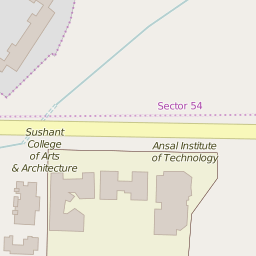 Sector 54
Sushant
College
of Arts
& Architecture
Ansal Institute
of Technology